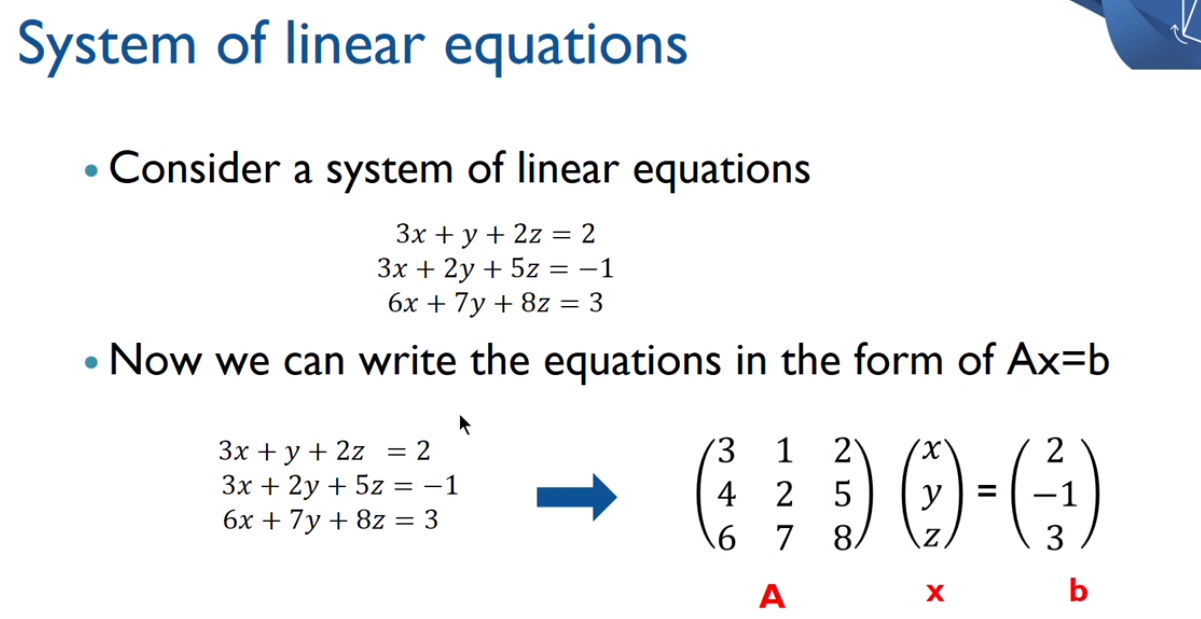 System of linear equations
• Consider a system of linear equations
3x + y + 2z = 2
3x + 2y + 5z = −1
6x + 7y + 8z = 3
• Now we can write the equations in the form of Ax=b
3x + y + 2z = 2
3x + 2y + 5z = −1
6x + 7y + 8z = 3
(3 1 2) (x) (2)
(4 2 5) (y) = (−1)
(6 7 8) (z) (3)
A x b